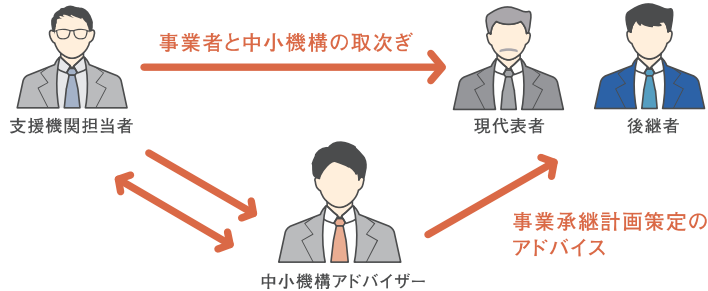 事業者と中小機構の取次ぎ
支援機関担当者
現代表者
後継者
事業承継計画策定の
アドバイス
中小機構アドバイザー